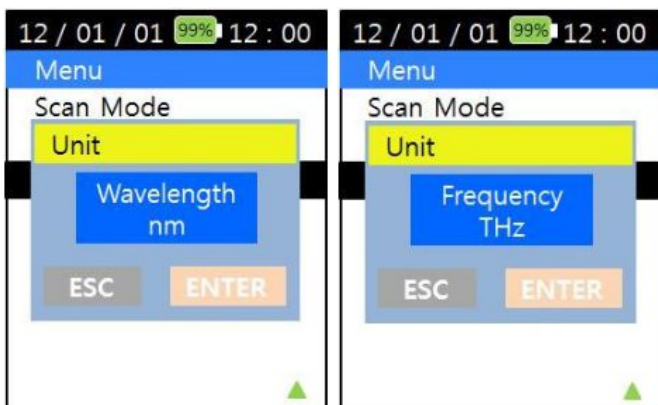 12 / 01 / 01 99% 12 : 00
Menu
Scan Mode
Unit
Wavelength
nm
ESC ENTER
12 / 01 / 01 99% 12 : 00
Menu
Scan Mode
Unit
Frequency
THz
ESC ENTER